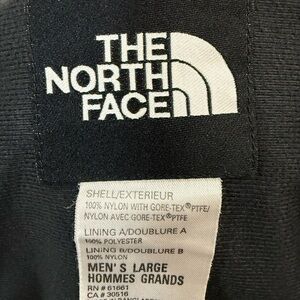 THE
NORTH
FACE
SHELL/EXTERIEUR
100% NYLON WITH GORE-TEX®PTFE/
NYLON AVEC GORE-TEX®PTFE
LINING A/DOUBLURE A
100% POLYESTER
LINING B/DOUBLURE B
100% NYLON
MEN'S LARGE
HOMMES GRANDS
RN # 61661
CA # 30516